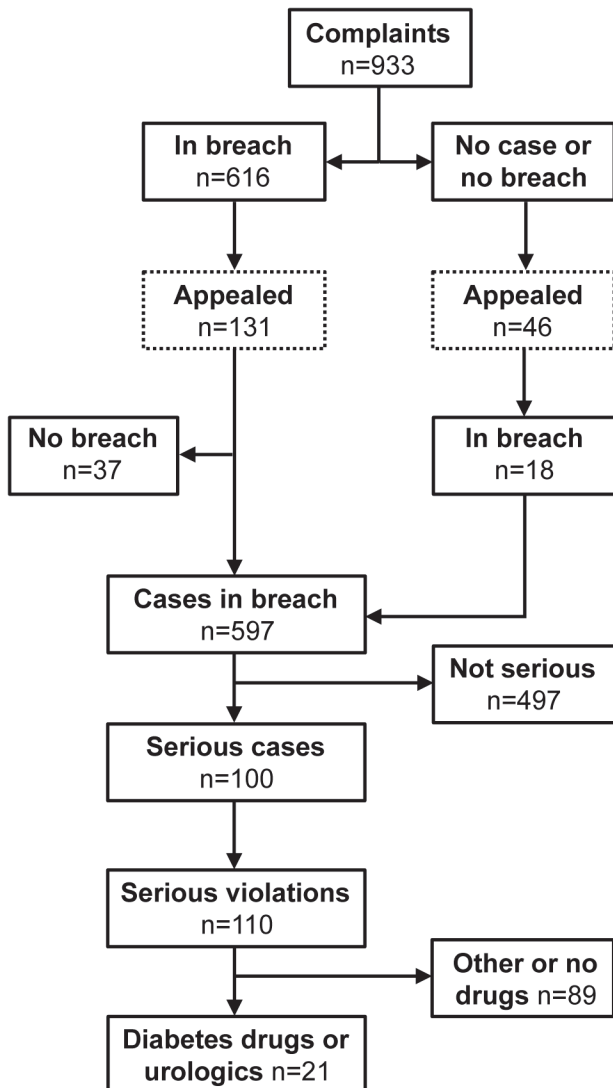 Complaints
n=933
In breach
n=616
No case or
no breach
Appealed
n=131
Appealed
n=46
No breach
n=37
In breach
n=18
Cases in breach
n=597
Not serious
n=497
Serious cases
n=100
Serious violations
n=110
Other or no
drugs n=89
Diabetes drugs or
urologics n=21